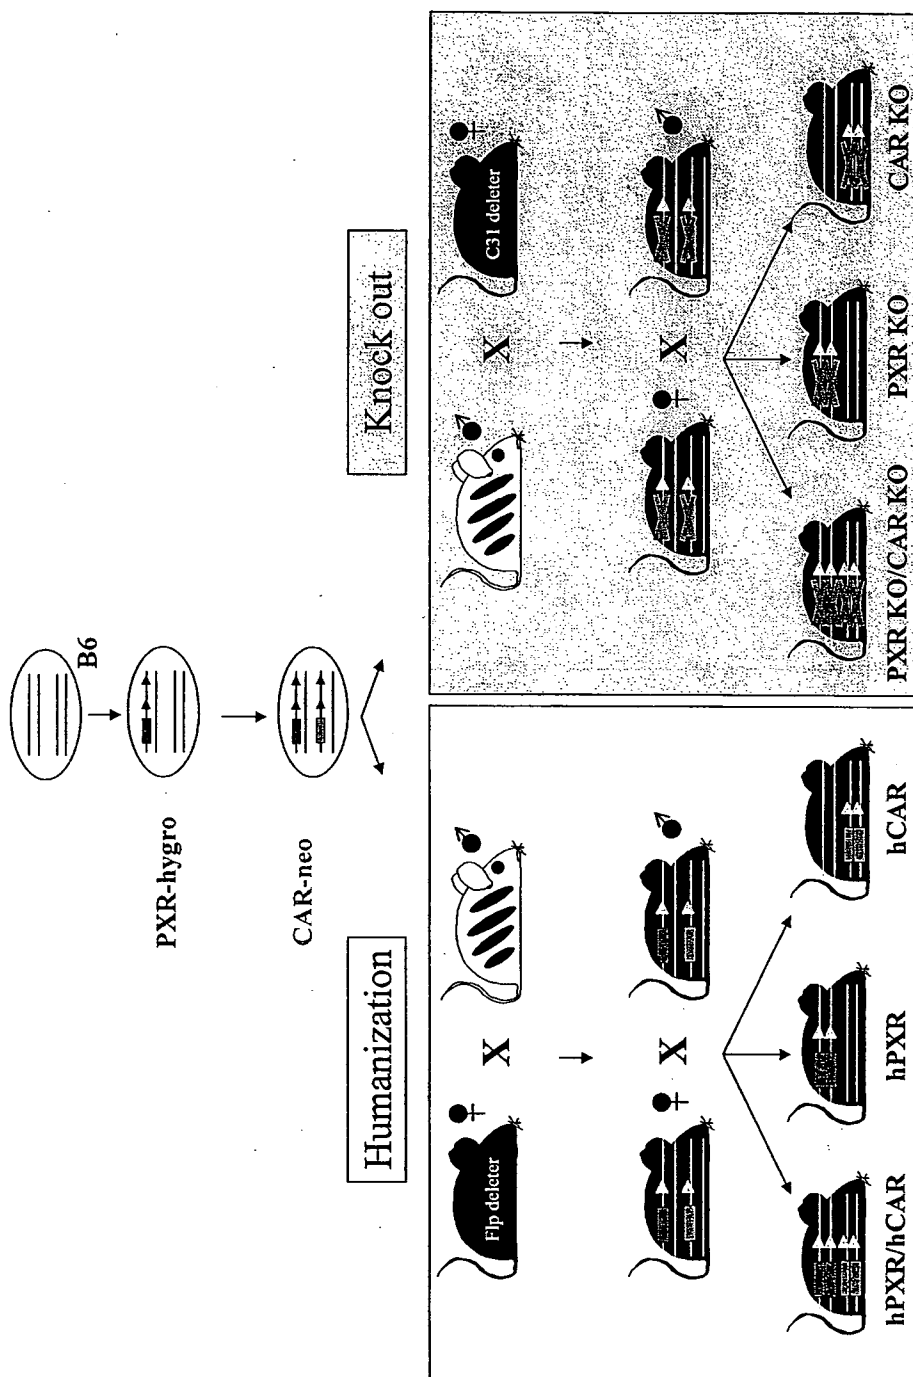 B6
PXR-hygro
CAR-neo
Humanization
Knock out
Flp deleter
X
X
C31 deleter
X
X
hPXR/hCAR
hPXR
hCAR
PXR KO/CAR KO
PXR KO
CAR KO